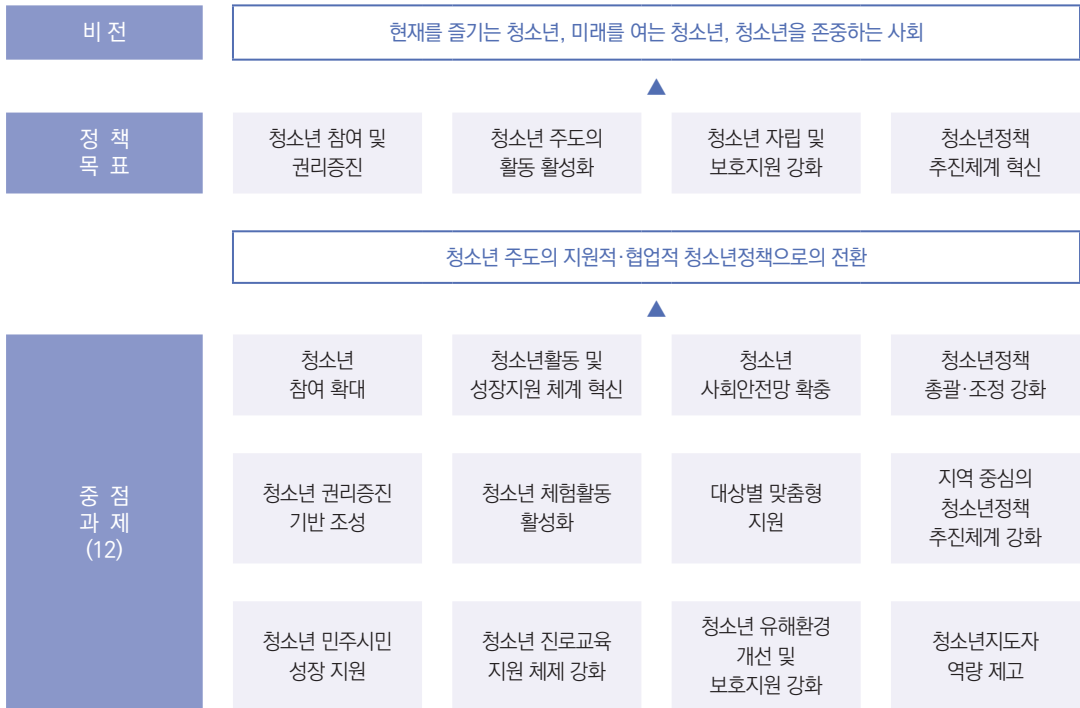 비 전
현재를 즐기는 청소년, 미래를 여는 청소년, 청소년을 존중하는 사회
▲
정 책
목 표
청소년 참여 및
권리증진
청소년 주도의
활동 활성화
청소년 자립 및
보호지원 강화
청소년정책
추진체계 혁신
청소년 주도의 지원적·협업적 청소년정책으로의 전환
▲
중 점
과 제
(12)
청소년
참여 확대
청소년활동 및
성장지원 체계 혁신
청소년
사회안전망 확충
청소년정책
총괄·조정 강화
청소년 권리증진
기반 조성
청소년 체험활동
활성화
대상별 맞춤형
지원
지역 중심의
청소년정책
추진체계 강화
청소년 민주시민
성장 지원
청소년 진로교육
지원 체제 강화
청소년 유해환경
개선 및
보호지원 강화
청소년지도자
역량 제고